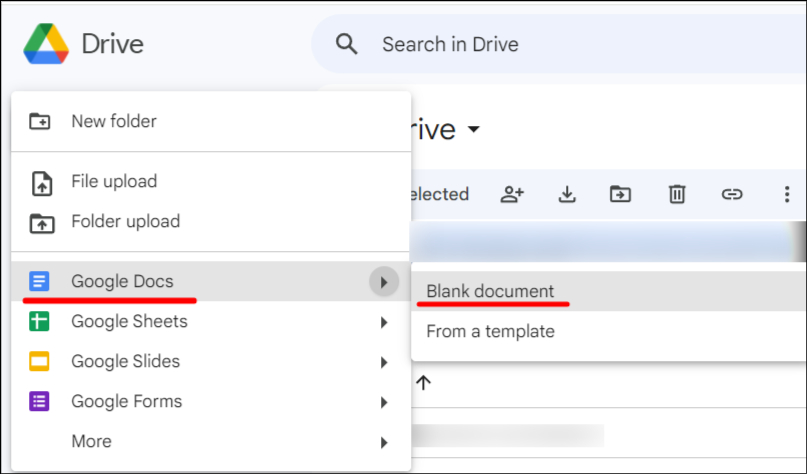 Drive
Search in Drive
New folder
rive
File upload
elected
Folder upload
Google Docs
Blank document
Google Sheets
From a template
Google Slides
Google Forms
More